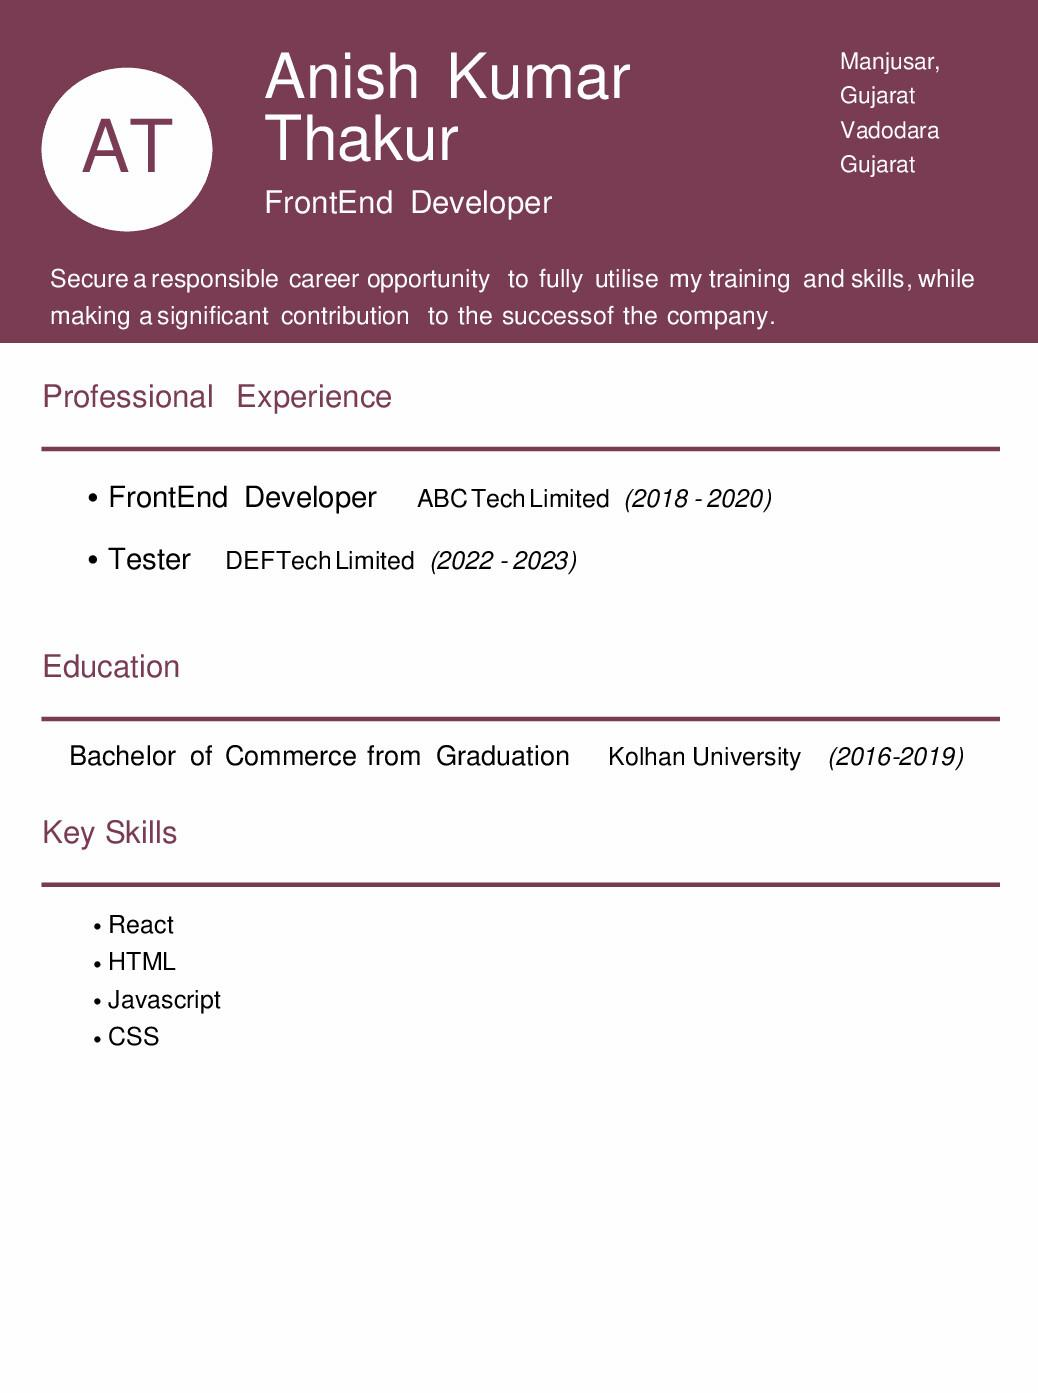 AT
Anish Kumar
Thakur
FrontEnd Developer
Manjusar,
Gujarat
Vadodara
Gujarat
Secure a responsible career opportunity to fully utilise my training and skills, while
making a significant contribution to the successof the company.
Professional Experience
• FrontEnd Developer ABC Tech Limited (2018 - 2020)
• Tester DEFTech Limited (2022 - 2023)
Education
Bachelor of Commerce from Graduation Kolhan University (2016-2019)
Key Skills
• React
• HTML
• Javascript
• CSS